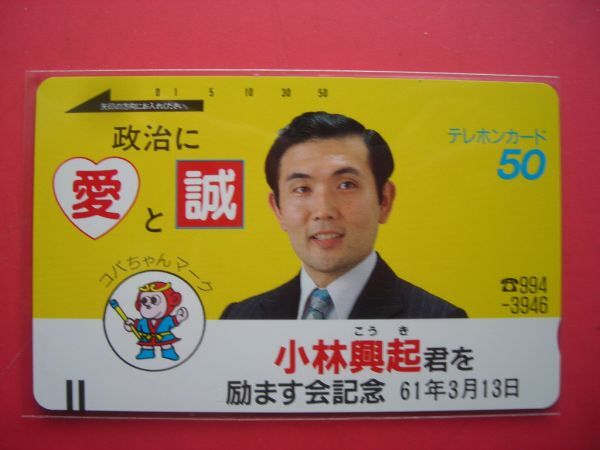 0 1 5 10 30 50
矢印の方向にお入れください。
政治に
愛と誠
テレホンカード
50
コバちゃんマーク
☎994
-3946
こうき
小林興起君を
励ます会記念 61年3月13日